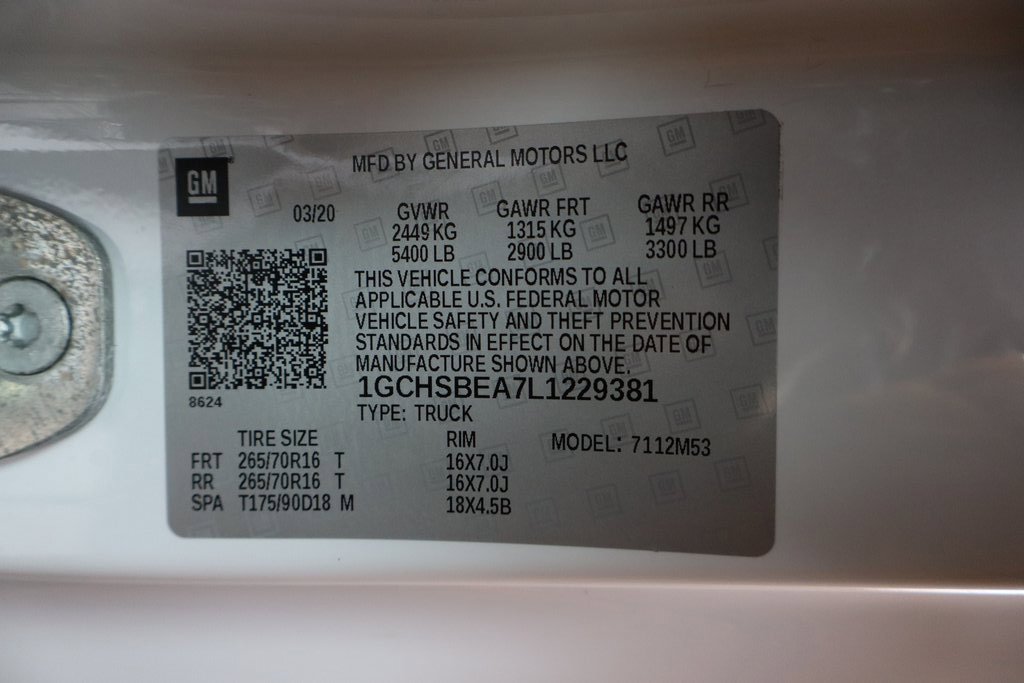 GM
MFD BY GENERAL MOTORS LLC
03/20 GVWR GAWR FRT GAWR RR
2449 KG 1315 KG 1497 KG
5400 LB 2900 LB 3300 LB
THIS VEHICLE CONFORMS TO ALL
APPLICABLE U.S. FEDERAL MOTOR
VEHICLE SAFETY AND THEFT PREVENTION
STANDARDS IN EFFECT ON THE DATE OF
MANUFACTURE SHOWN ABOVE.
1GCHSBEA7L1229381
8624
TYPE: TRUCK
TIRE SIZE RIM MODEL: 7112M53
FRT 265/70R16 T 16X7.0J
RR 265/70R16 T 16X7.0J
SPA T175/90D18 M 18X4.5B